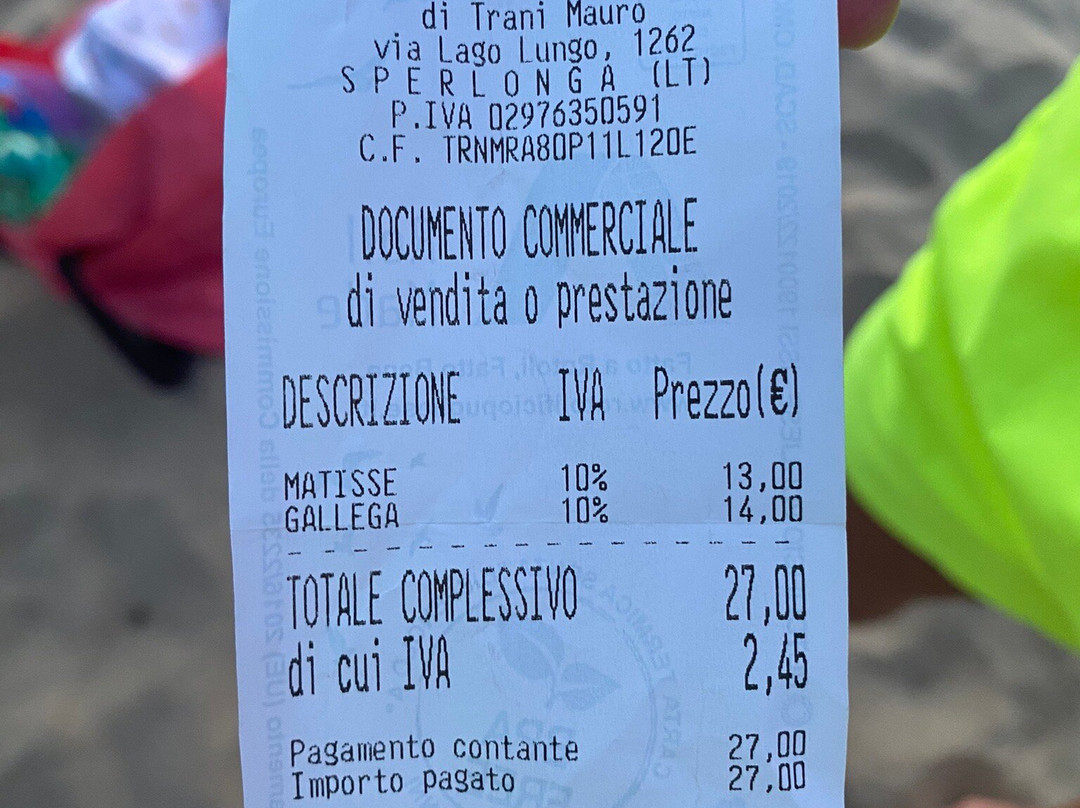 di Trani Mauro
via Lago Lungo, 1262
SPERLONGA (LT)
P.IVA 02976350591
C.F. TRNMRA80P11L120E
DOCUMENTO COMMERCIALE
di vendita o prestazione
DESCRIZIONE IVA Prezzo(€)
MATISSE 10% 13,00
GALLEGA 10% 14,00
TOTALE COMPLESSIVO 27,00
di cui IVA 2,45
Pagamento contante 27,00
Importo pagato 27,00